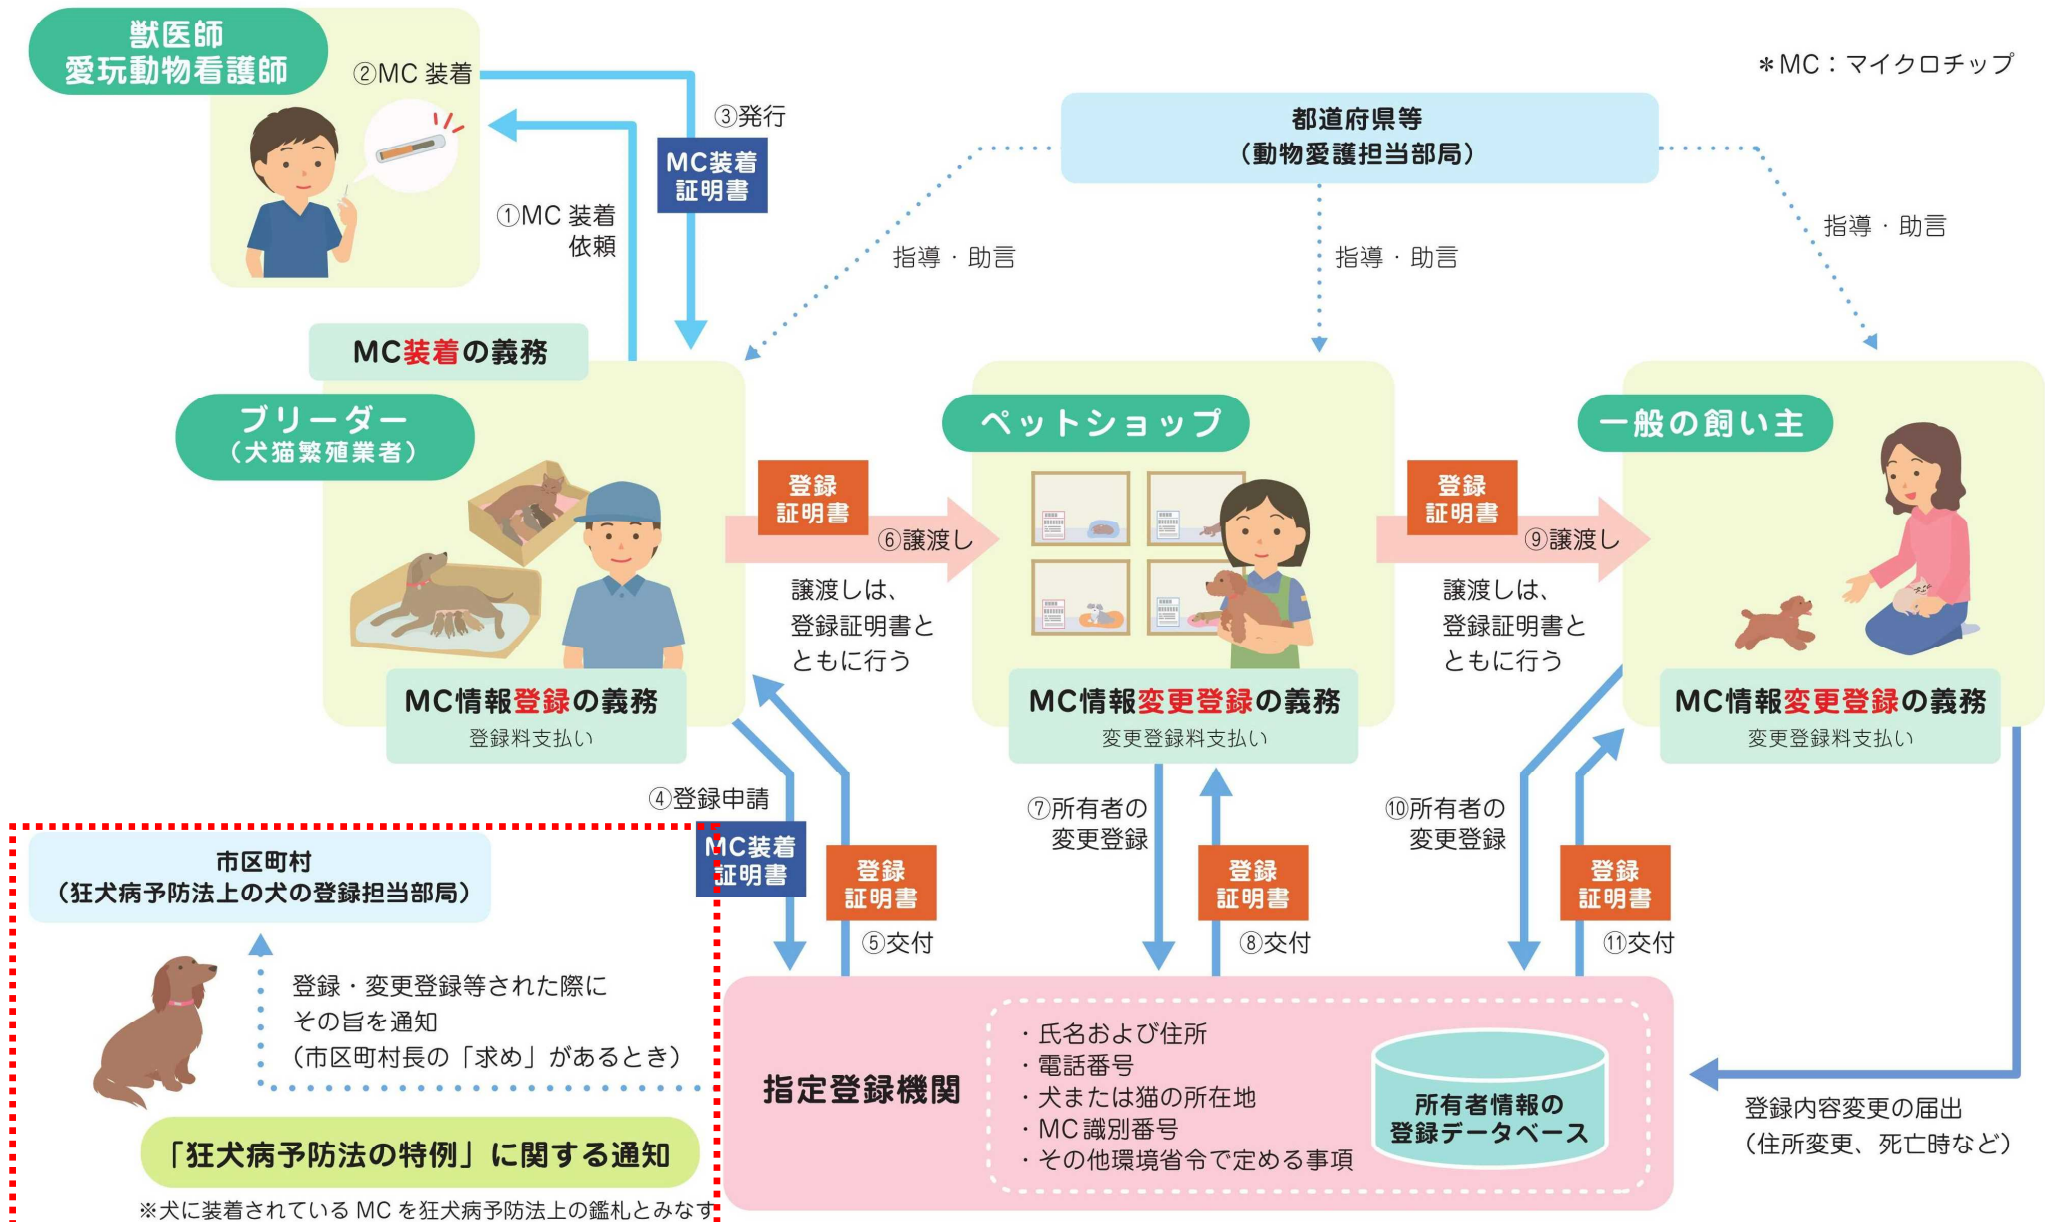 獣医師
愛玩動物看護師
②MC 装着
③発行
MC装着
証明書
①MC 装着
依頼
＊MC：マイクロチップ
都道府県等
（動物愛護担当部局）
指導・助言
指導・助言
指導・助言
MC装着の義務
ブリーダー
（犬猫繁殖業者）
MC情報登録の義務
登録料支払い
登録
証明書
⑥譲渡し
譲渡しは、
登録証明書と
ともに行う
ペットショップ
MC情報変更登録の義務
変更登録料支払い
登録
証明書
⑨譲渡し
譲渡しは、
登録証明書と
ともに行う
一般の飼い主
MC情報変更登録の義務
変更登録料支払い
④登録申請
MC装着
証明書
登録
証明書
⑤交付
⑦所有者の
変更登録
登録
証明書
⑧交付
⑩所有者の
変更登録
登録
証明書
⑪交付
市区町村
（狂犬病予防法上の犬の登録担当部局）
登録・変更登録等された際に
その旨を通知
（市区町村長の「求め」があるとき）
「狂犬病予防法の特例」に関する通知
※犬に装着されている MC を狂犬病予防法上の鑑札とみなす
指定登録機関
・氏名および住所
・電話番号
・犬または猫の所在地
・MC識別番号
・その他環境省令で定める事項
所有者情報の
登録データベース
登録内容変更の届出
（住所変更、死亡時など）